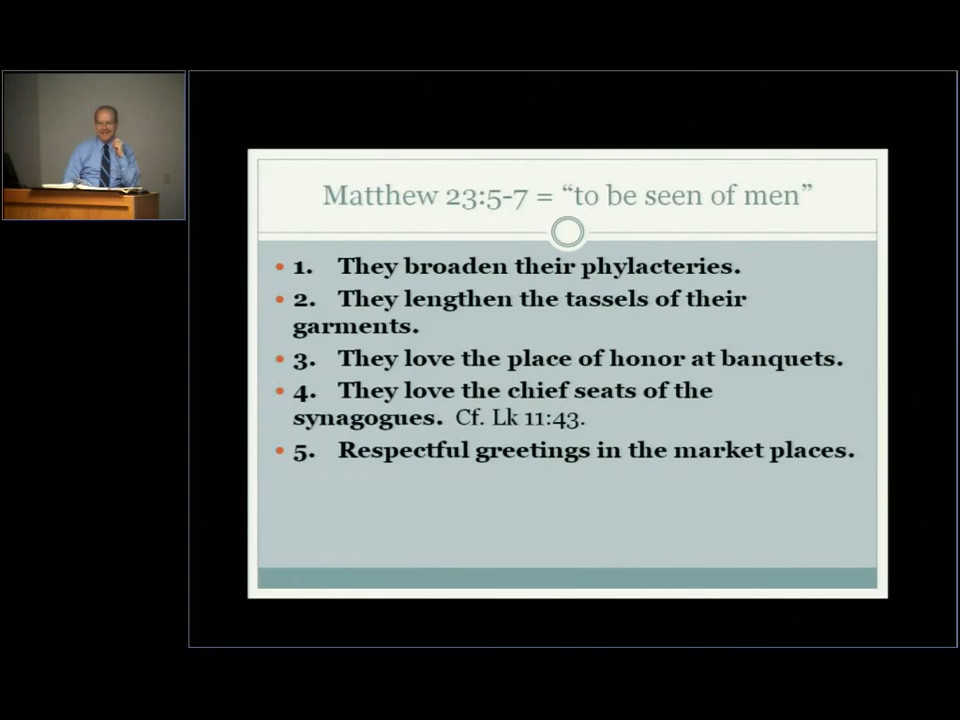 Matthew 23:5-7 = “to be seen of men”
• 1. They broaden their phylacteries.
• 2. They lengthen the tassels of their
garments.
• 3. They love the place of honor at banquets.
• 4. They love the chief seats of the
synagogues. Cf. Lk 11:43.
• 5. Respectful greetings in the market places.